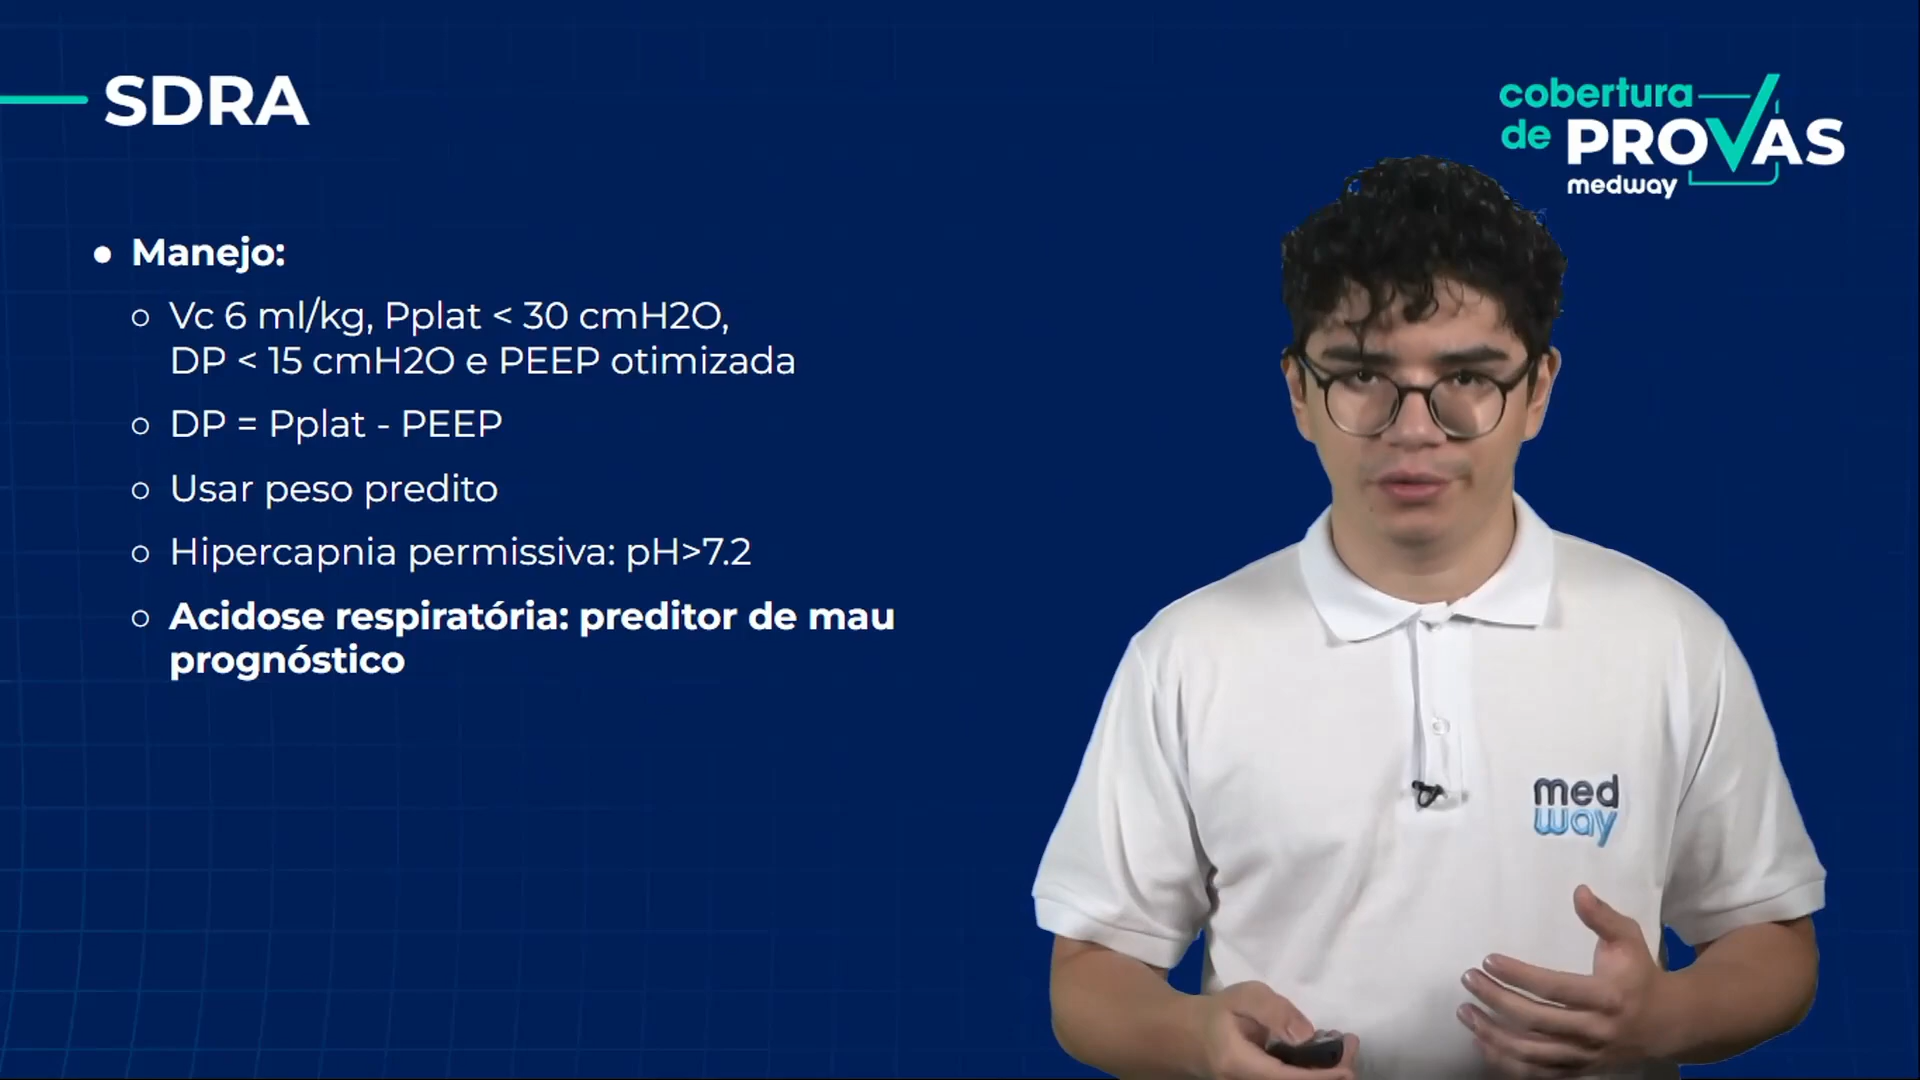 SDRA
cobertura
de PROVAS
medway
Manejo:
Vc 6 ml/kg, Pplat < 30 cmH2O,
DP < 15 cmH2O e PEEP otimizada
DP = Pplat - PEEP
Usar peso predito
Hipercapnia permissiva: pH>7.2
Acidose respiratória: preditor de mau
prognóstico
med
way